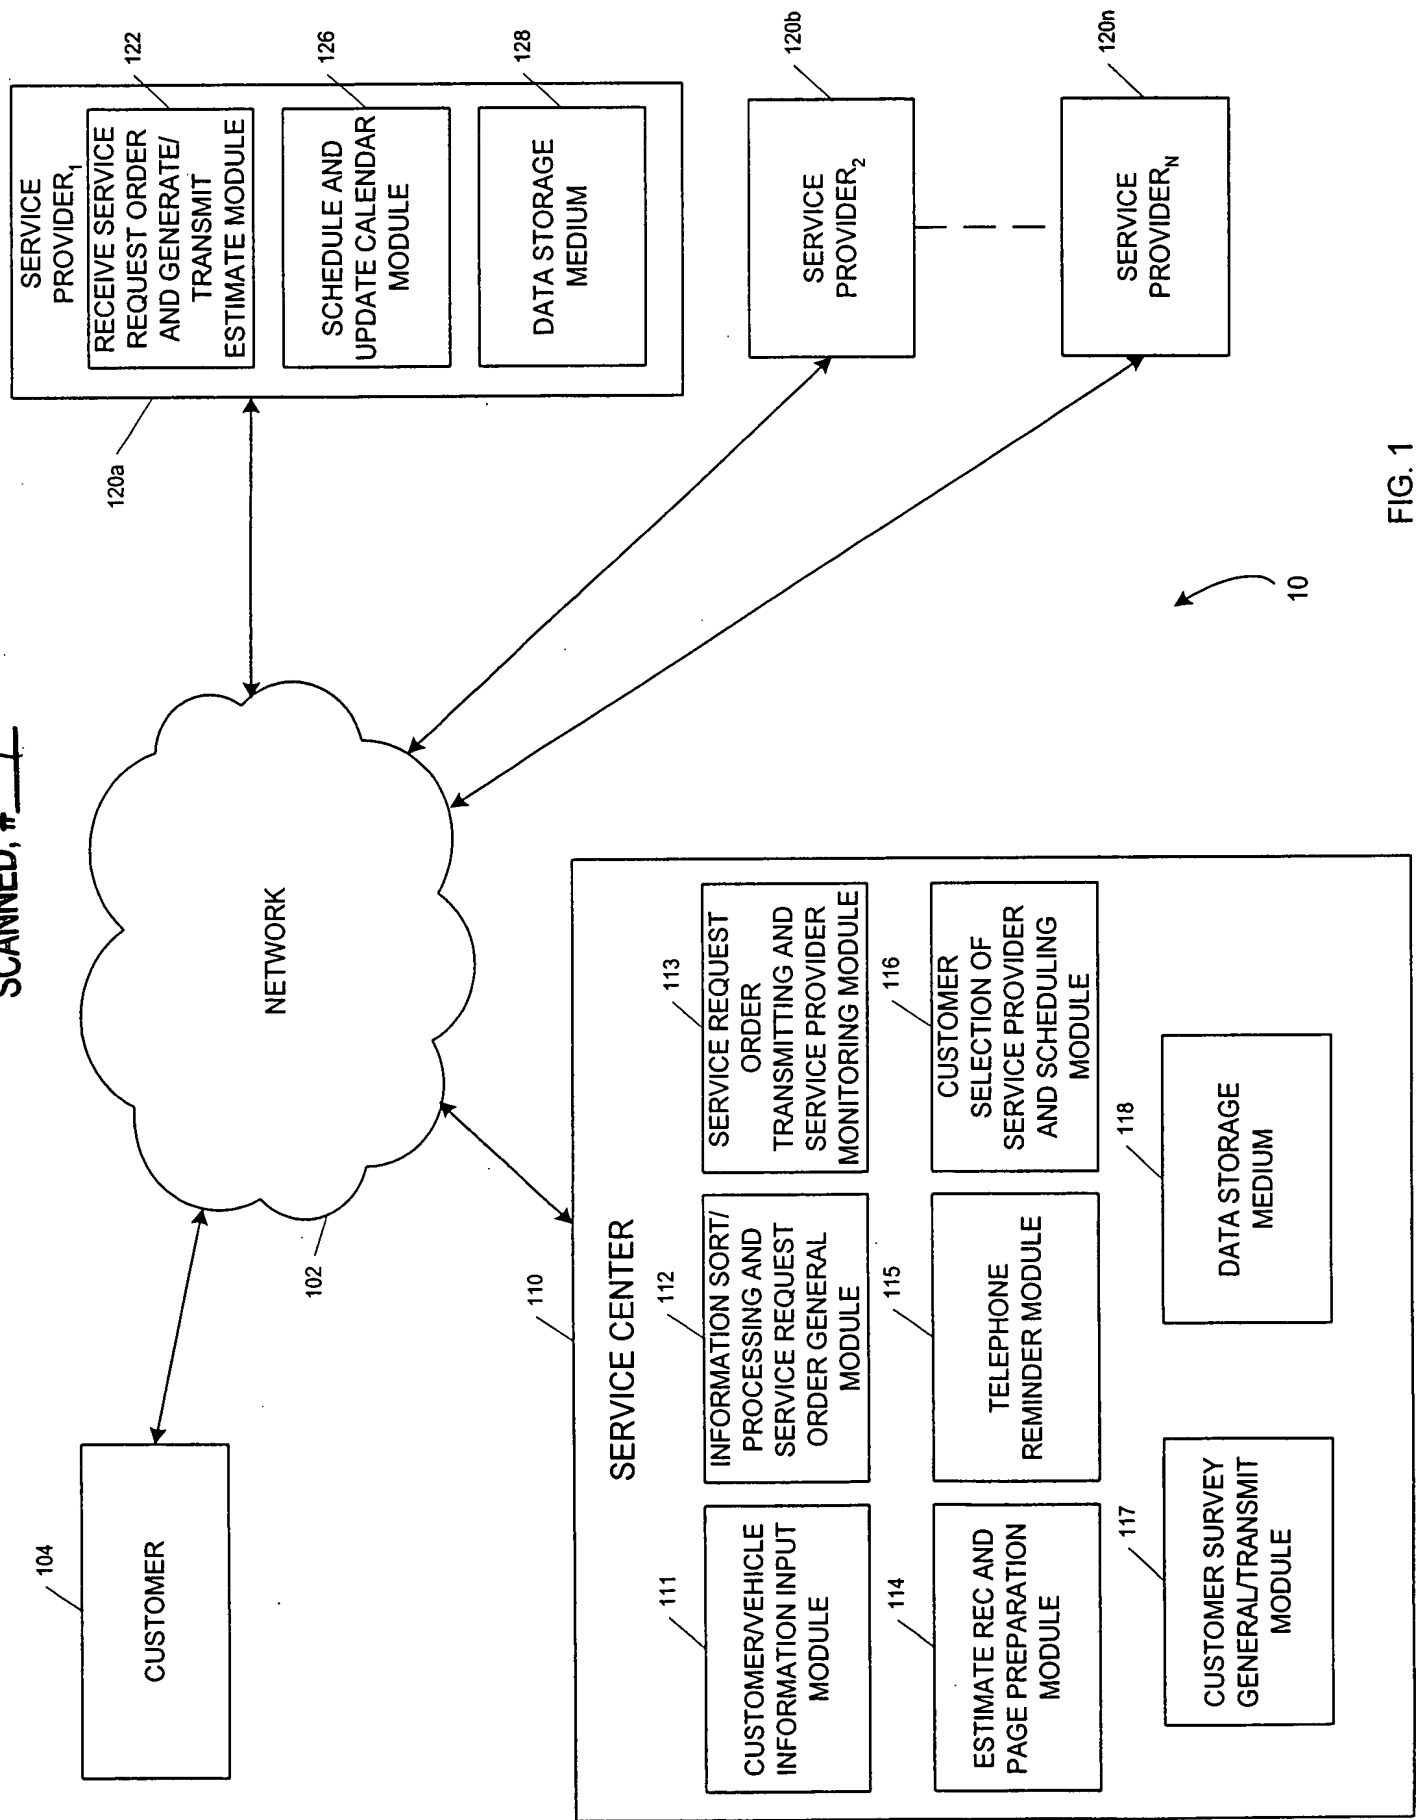 SCANNED, #
CUSTOMER
104
NETWORK
102
SERVICE
PROVIDER1
120a
RECEIVE SERVICE
REQUEST ORDER
AND GENERATE/
TRANSMIT
ESTIMATE MODULE
122
SCHEDULE AND
UPDATE CALENDAR
MODULE
126
DATA STORAGE
MEDIUM
128
SERVICE
PROVIDER2
120b
SERVICE
PROVIDERN
120n
110
SERVICE CENTER
111
CUSTOMER/VEHICLE
INFORMATION INPUT
MODULE
112
INFORMATION SORT/
PROCESSING AND
SERVICE REQUEST
ORDER GENERAL
MODULE
113
SERVICE REQUEST
ORDER
TRANSMITTING AND
SERVICE PROVIDER
MONITORING MODULE
114
ESTIMATE REC AND
PAGE PREPARATION
MODULE
115
TELEPHONE
REMINDER MODULE
116
CUSTOMER
SELECTION OF
SERVICE PROVIDER
AND SCHEDULING
MODULE
117
CUSTOMER SURVEY
GENERAL/TRANSMIT
MODULE
118
DATA STORAGE
MEDIUM
10
FIG. 1